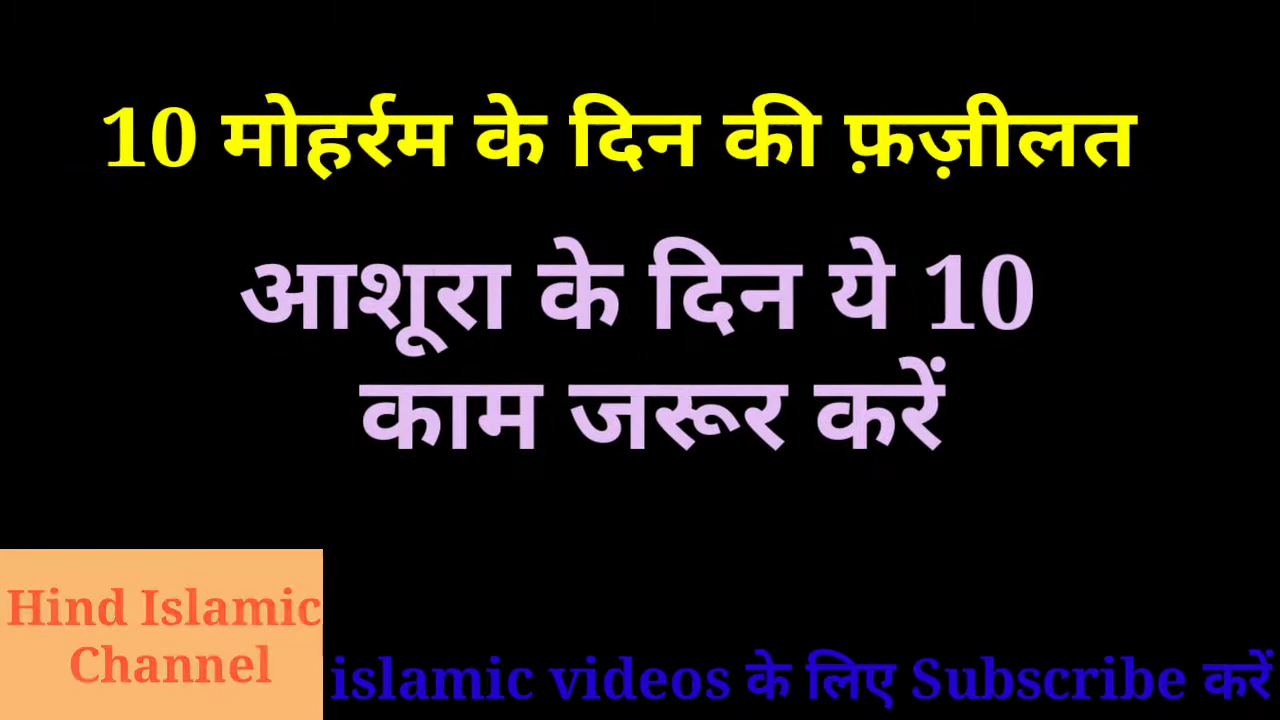 10 मोहर्रम के दिन की फ़ज़ीलत
आशूरा के दिन ये 10
काम जरूर करें
Hind Islamic
Channel
islamic videos के लिए Subscribe करें